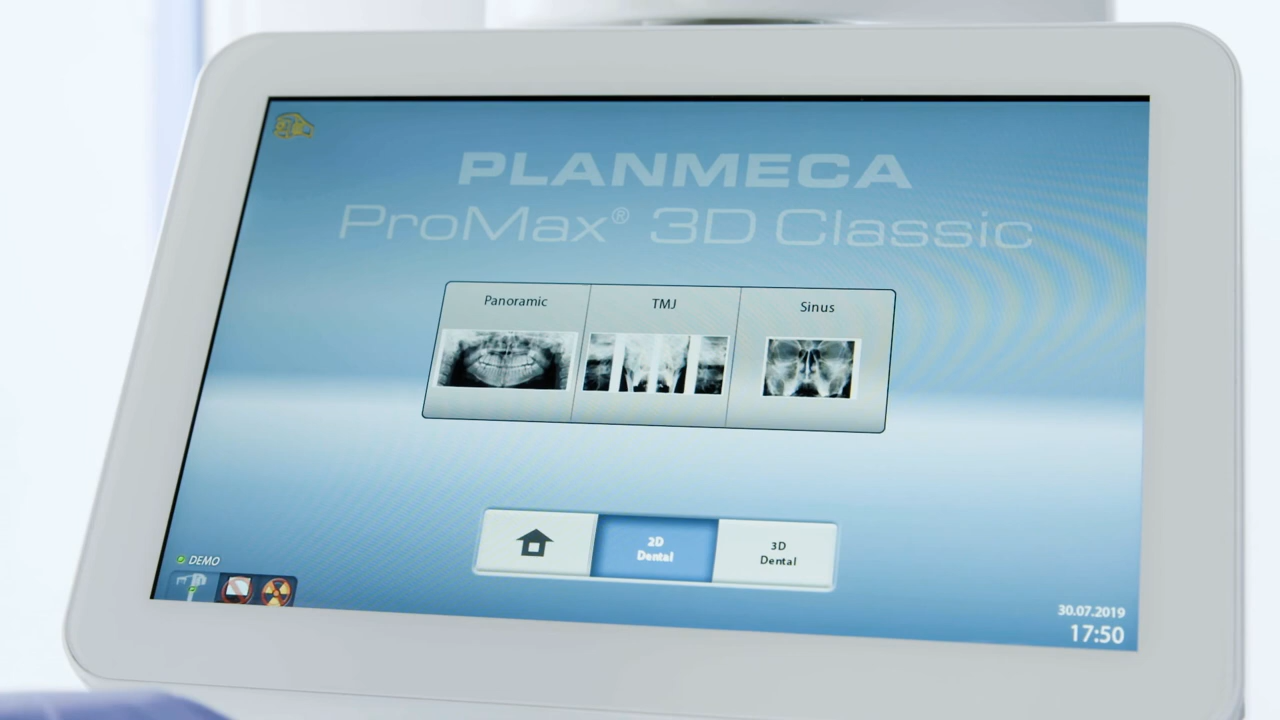 PLANMECA
ProMax® 3D Classic
Panoramic
TMJ
Sinus
2D
Dental
3D
Dental
DEMO
30.07.2019
17:50